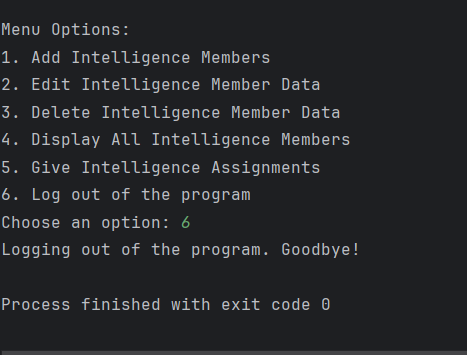 Menu Options:
1. Add Intelligence Members
2. Edit Intelligence Member Data
3. Delete Intelligence Member Data
4. Display All Intelligence Members
5. Give Intelligence Assignments
6. Log out of the program
Choose an option: 6
Logging out of the program. Goodbye!
Process finished with exit code 0